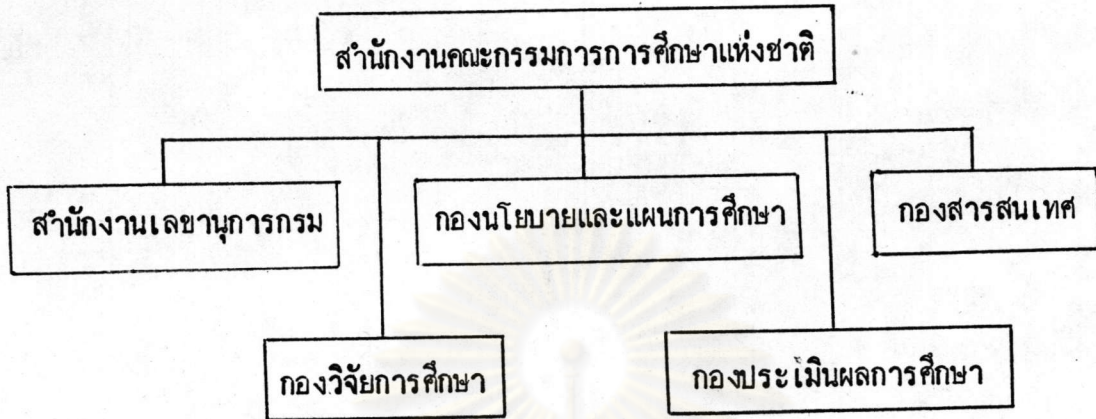 สำนักงานคณะกรรมการการศึกษาแห่งชาติ
สำนักงานเลขานุการกรม
กองนโยบายและแผนการศึกษา
กองสารสนเทศ
กองวิจัยการศึกษา
กองประเมินผลการศึกษา